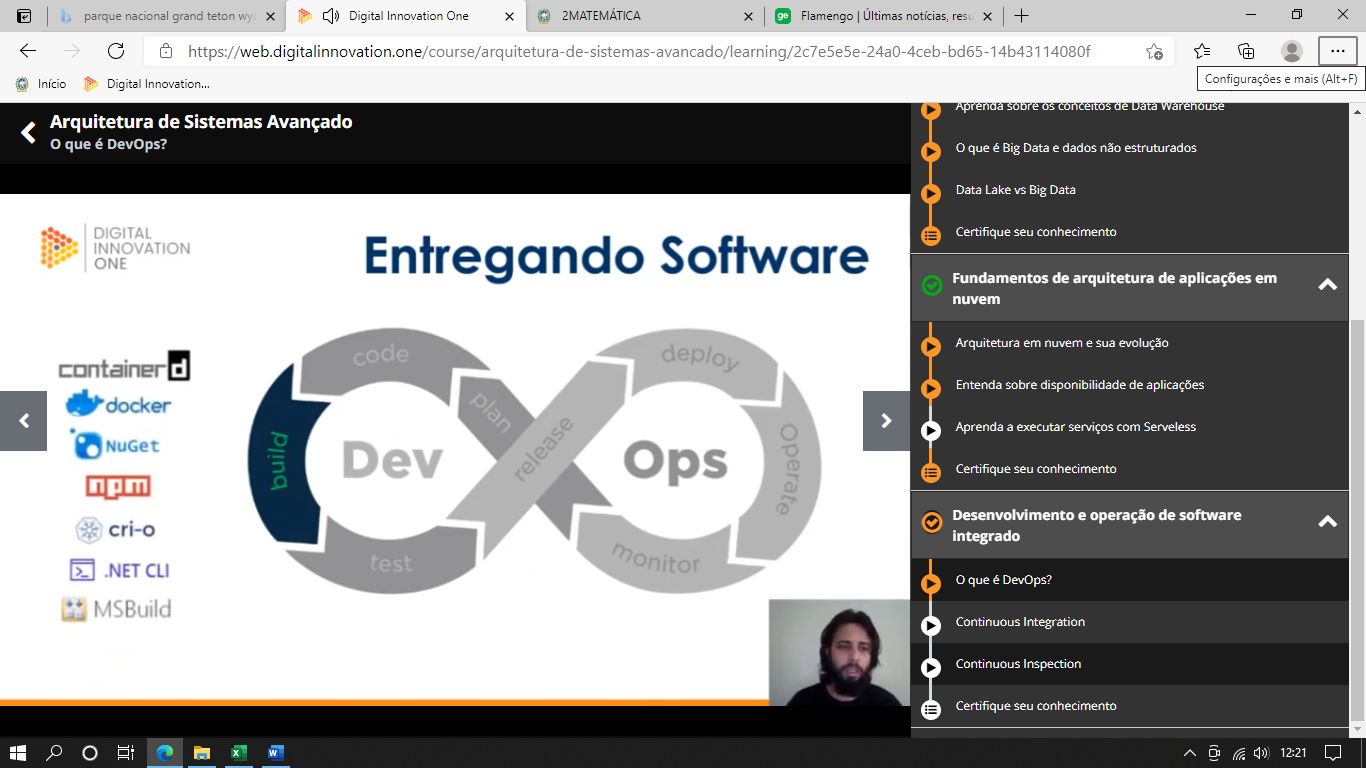 parque nacional grand teton wy
Digital Innovation One
2MATEMÁTICA
ge Flamengo | Últimas notícias, resu
https://web.digitalinnovation.one/course/arquitetura-de-sistemas-avancado/learning/2c7e5e5e-24a0-4ceb-bd65-14b43114080f
Configurações e mais (Alt+F)
Início
Digital Innovation...
Arquitetura de Sistemas Avançado
O que é DevOps?
DIGITAL
INNOVATION
ONE
Entregando Software
containerd
docker
NuGet
npm
cri-o
.NET CLI
MSBuild
code
build
plan
test
release
deploy
Operate
monitor
Dev
Ops
Aprenda sobre os conceitos de Data Warehouse
O que é Big Data e dados não estruturados
Data Lake vs Big Data
Certifique seu conhecimento
Fundamentos de arquitetura de aplicações em
nuvem
Arquitetura em nuvem e sua evolução
Entenda sobre disponibilidade de aplicações
Aprenda a executar serviços com Serveless
Certifique seu conhecimento
Desenvolvimento e operação de software
integrado
O que é DevOps?
Continuous Integration
Continuous Inspection
Certifique seu conhecimento
12:21